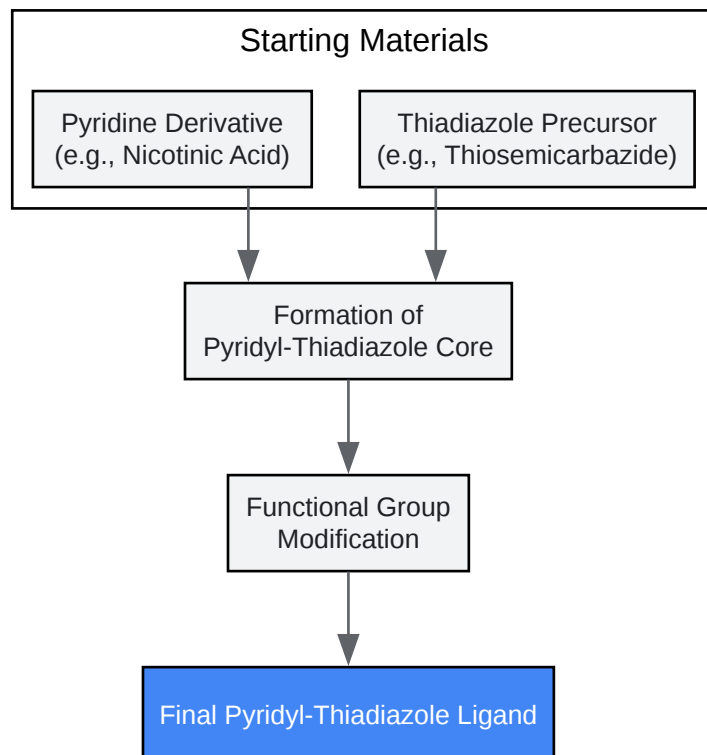 Starting Materials
Pyridine Derivative
(e.g., Nicotinic Acid)
Thiadiazole Precursor
(e.g., Thiosemicarbazide)
Formation of
Pyridyl-Thiadiazole Core
Functional Group
Modification
Final Pyridyl-Thiadiazole Ligand